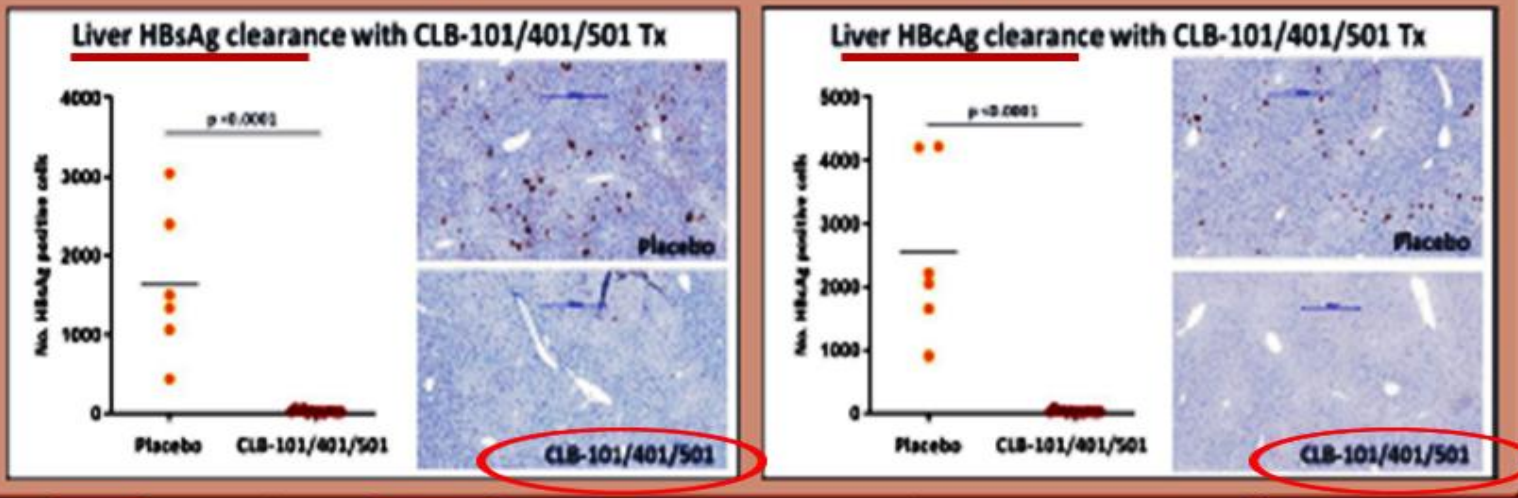 Liver HBsAg clearance with CLB-101/401/501 Tx
4000
3000
2000
1000
0
No. HBsAg positive cells
p <0.0001
Placebo
CLB-101/401/501
Placebo
CLB-101/401/501
Liver HBcAg clearance with CLB-101/401/501 Tx
5000
4000
3000
2000
1000
0
No. HBcAg positive cells
p <0.0001
Placebo
CLB-101/401/501
Placebo
CLB-101/401/501